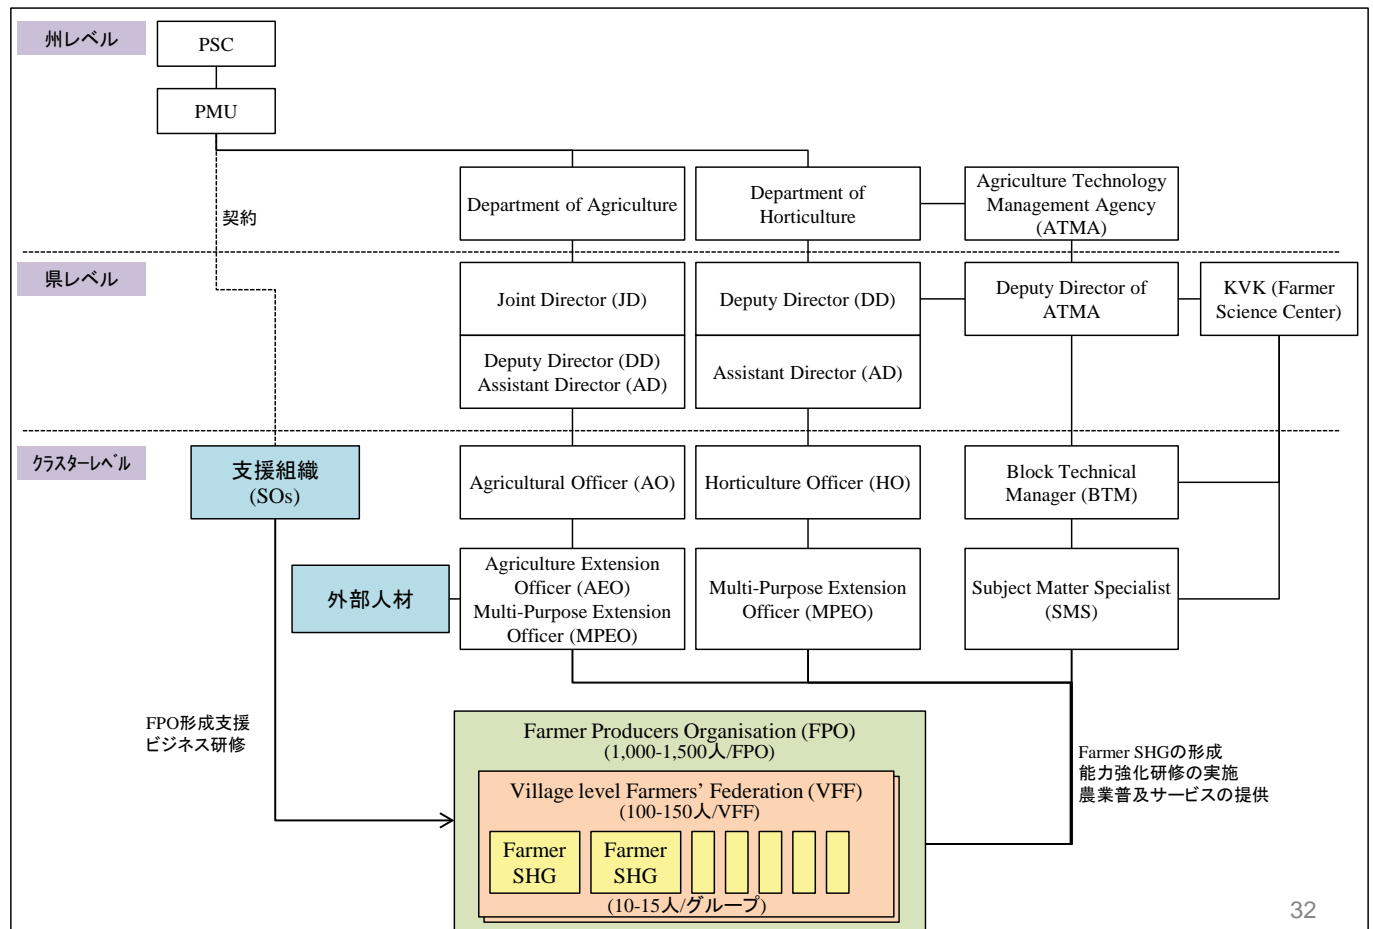 州レベル
PSC
PMU
契約
Department of Agriculture
Department of
Horticulture
Agriculture Technology
Management Agency
(ATMA)
県レベル
Joint Director (JD)
Deputy Director (DD)
Assistant Director (AD)
Deputy Director (DD)
Assistant Director (AD)
Deputy Director of
ATMA
KVK (Farmer
Science Center)
クラスターレベル
支援組織
(SOs)
Agricultural Officer (AO)
Horticulture Officer (HO)
Block Technical
Manager (BTM)
外部人材
Agriculture Extension
Officer (AEO)
Multi-Purpose Extension
Officer (MPEO)
Multi-Purpose Extension
Officer (MPEO)
Subject Matter Specialist
(SMS)
FPO形成支援
ビジネス研修
Farmer Producers Organisation (FPO)
(1,000-1,500人/FPO)
Village level Farmers' Federation (VFF)
(100-150人/VFF)
Farmer
SHG
Farmer
SHG
(10-15人/グループ)
Farmer SHGの形成
能力強化研修の実施
農業普及サービスの提供
32